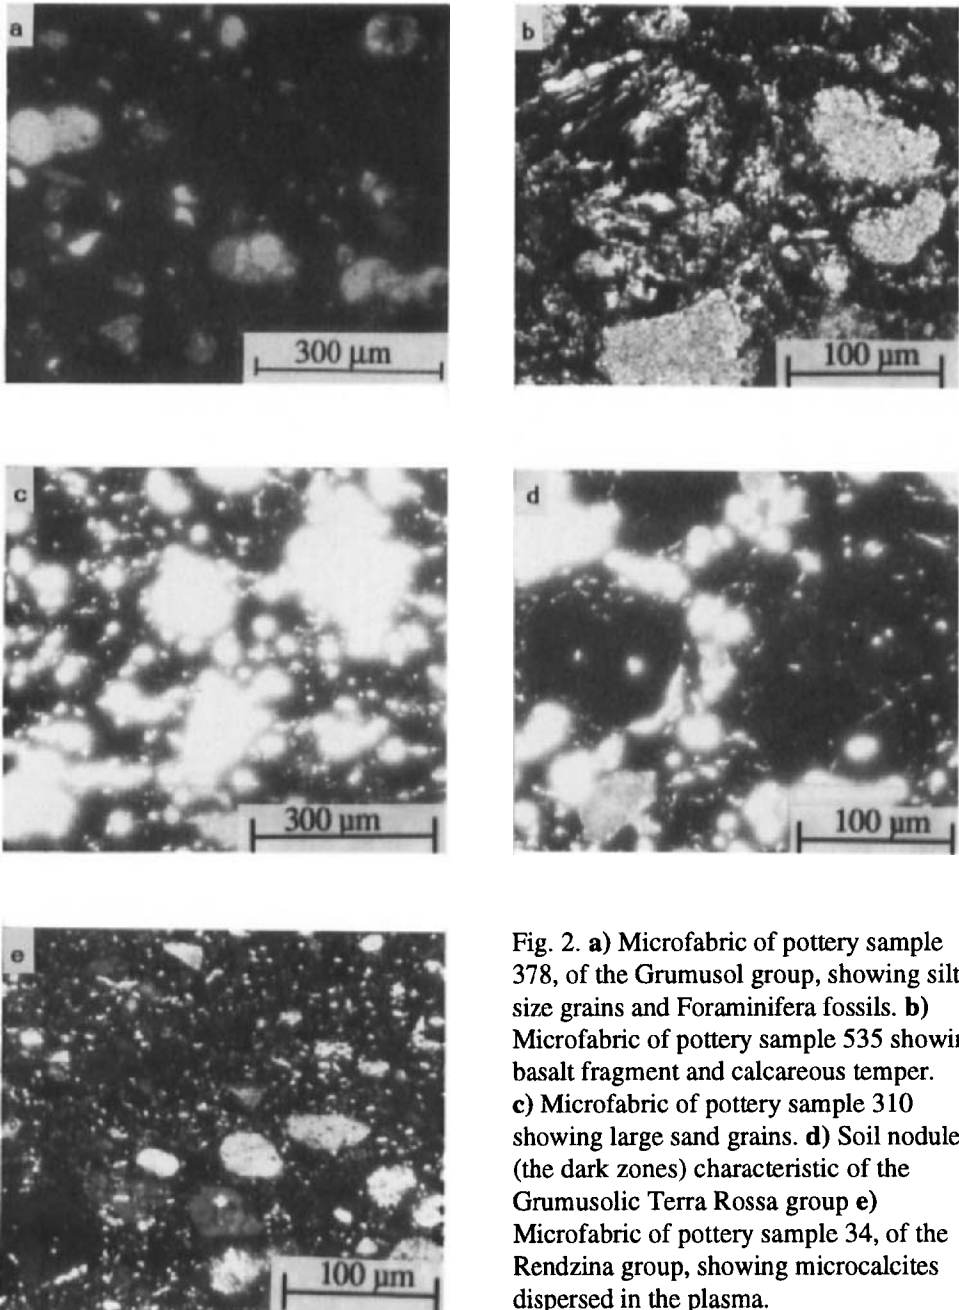 a
300 µm
b
100 µm
c
300 µm
d
100 µm
e
100 µm
Fig. 2. a) Microfabric of pottery sample
378, of the Grumusol group, showing silt
size grains and Foraminifera fossils. b)
Microfabric of pottery sample 535
basalt fragment and calcareous temper.
c) Microfabric of pottery sample 310
showing large sand grains. d) Soil nodule
(the dark zones) characteristic of the
Grumusolic Terra Rossa group e)
Microfabric of pottery sample 34, of the
Rendzina group, showing microcalcites
dispersed in the plasma.